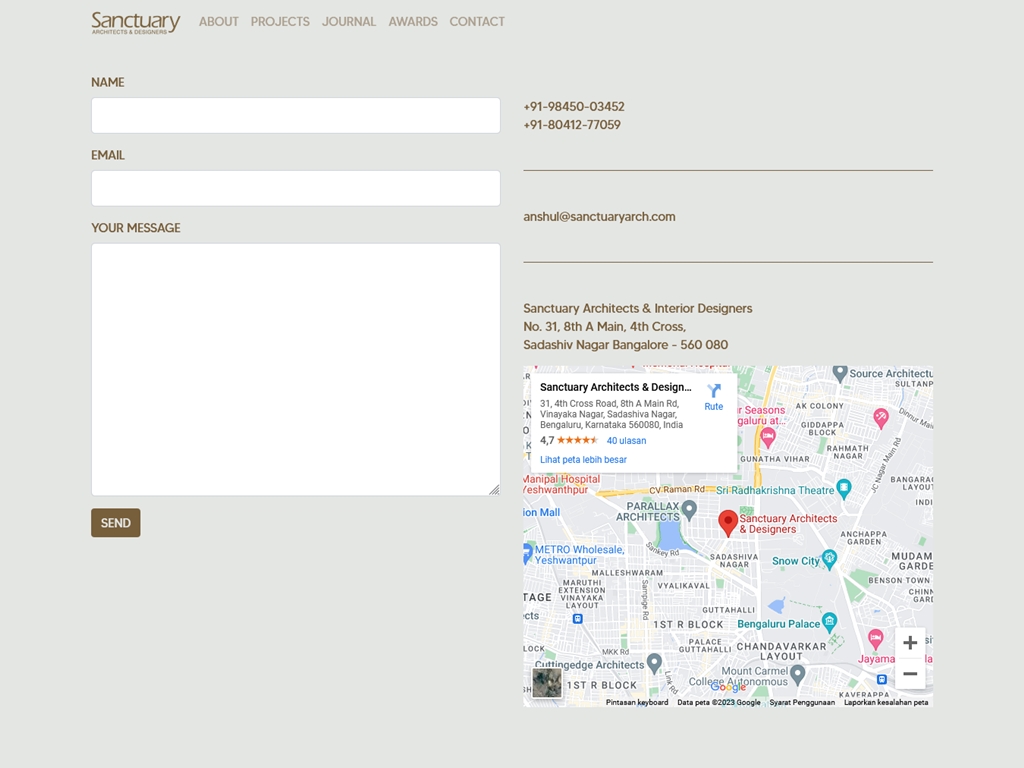 Sanctuary
ARCHITECTS & DESIGNERS
ABOUT PROJECTS JOURNAL AWARDS CONTACT
NAME
EMAIL
YOUR MESSAGE
SEND
+91-98450-03452
+91-80412-77059
anshul@sanctuaryarch.com
Sanctuary Architects & Interior Designers
No. 31, 8th A Main, 4th Cross,
Sadashiv Nagar Bangalore - 560 080
Sanctuary Architects & Design...
31, 4th Cross Road, 8th A Main Rd,
Vinayaka Nagar, Sadashiva Nagar,
Bengaluru, Karnataka 560080, India
4,7
40 ulasan
Lihat peta lebih besar
Rute
Source Architectu
SULTANP
AK COLONY
Dinnur Mai
r Seasons
galuru at...
GIDDAPPA
BLOCK
RAHMATH
NAGAR
GUNATHA VIHAR
JC Nagar Main Rd
Manipal Hospital
Yeshwanthpur
CV Raman Rd
Sri Radhakrishna Theatre
BARANGAY
LAYOUT
ion Mall
PARALLAX
ARCHITECTS
Sanctuary Architects
& Designers
ANCHAPPA
GARDEN
METRO Wholesale,
Yeshwantpur
Sankey Rd
SADASHIVA
NAGAR
Snow City
MUDAM
GARDE
MALLESHWARAM
BENSON TOWN
MARUTHI
EXTENSION
VINAYAKA
LAYOUT
VYALIKAVAL
Sampige Rd
CHINN
GARD
TAGE
cts
GUTTAHALLI
1ST R BLOCK
Bengaluru Palace
PALACE
GUTTAHALLI
CHANDAVARKAR
LAYOUT
LOCK
MKK Rd
Jayama
la
Cuttingedge Architects
Mount Carmel
College Autonomous
Link Rd
1ST R BLOCK
Google
KAVERAPPA
Pintasan keyboard Data peta ©2023 Google Syarat Penggunaan Laporkan kesalahan peta